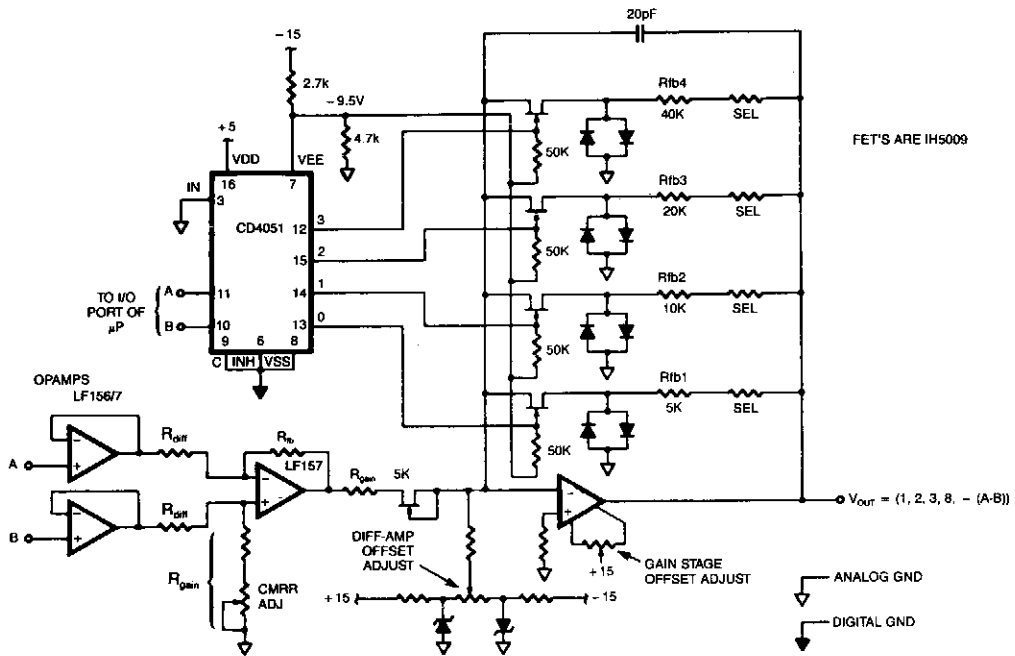 20pF
-15
2.7k
-9.5V
4.7k
+5
VDD
VEE
16
7
IN
3
CD4051
12
3
15
2
14
1
13
0
TO I/O
PORT OF
µP
A
11
B
10
9
6
8
C
INH
VSS
Rfb4
40K
SEL
50K
Rfb3
20K
SEL
50K
Rfb2
10K
SEL
50K
Rfb1
5K
SEL
50K
FET'S ARE IH5009
OPAMPS
LF156/7
A
-
+
Rdiff
Rfb
LF157
-
+
Rgain
5K
B
-
+
Rdiff
Rgain
CMRR
ADJ
DIFF-AMP
OFFSET
ADJUST
+15
-15
-
+
+15
GAIN STAGE
OFFSET ADJUST
VOUT = (1, 2, 3, 8, - (A-B))
ANALOG GND
DIGITAL GND